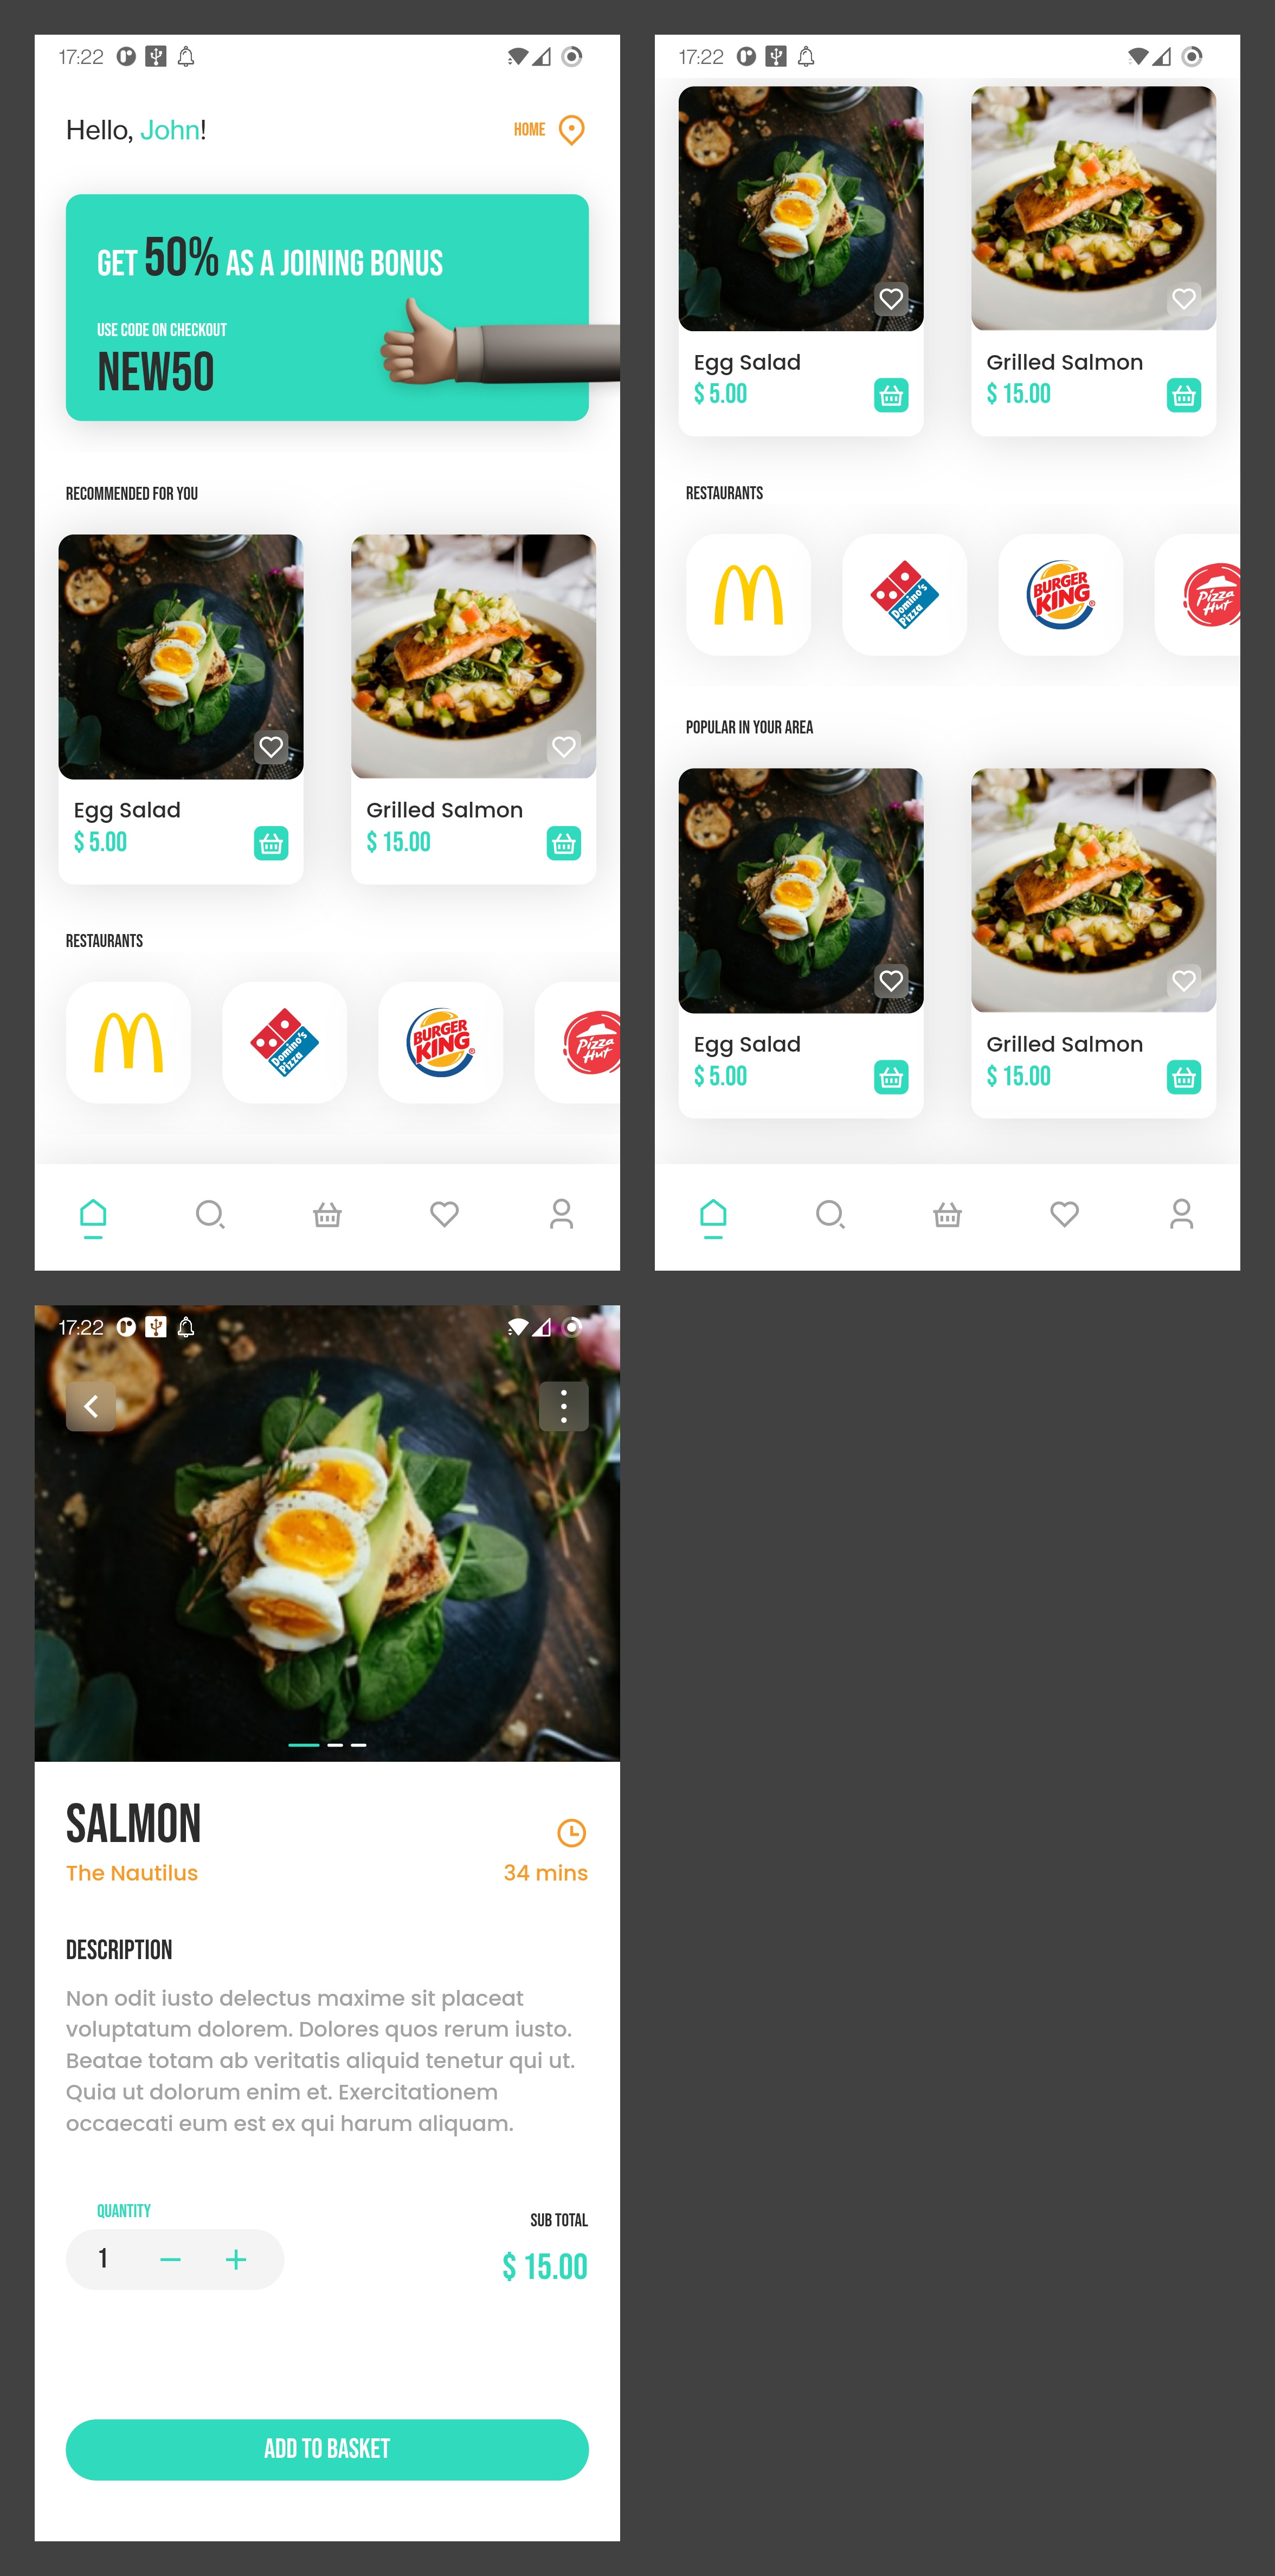 17:22
Hello, John!
HOME
GET 50% AS A JOINING BONUS
USE CODE ON CHECKOUT
NEW50
RECOMMENDED FOR YOU
Egg Salad
$ 5.00
Grilled Salmon
$ 15.00
RESTAURANTS
Domino's
Pizza
BURGER
KING®
Pizza
Hut
17:22
Egg Salad
$ 5.00
Grilled Salmon
$ 15.00
RESTAURANTS
Domino's
Pizza
BURGER
KING®
Pizza
Hut
POPULAR IN YOUR AREA
Egg Salad
$ 5.00
Grilled Salmon
$ 15.00
17:22
SALMON
The Nautilus
34 mins
DESCRIPTION
Non odit iusto delectus maxime sit placeat
voluptatum dolorem. Dolores quos rerum iusto.
Beatae totam ab veritatis aliquid tenetur qui ut.
Quia ut dolorum enim et. Exercitationem
occaecati eum est ex qui harum aliquam.
QUANTITY
1
SUB TOTAL
$ 15.00
ADD TO BASKET